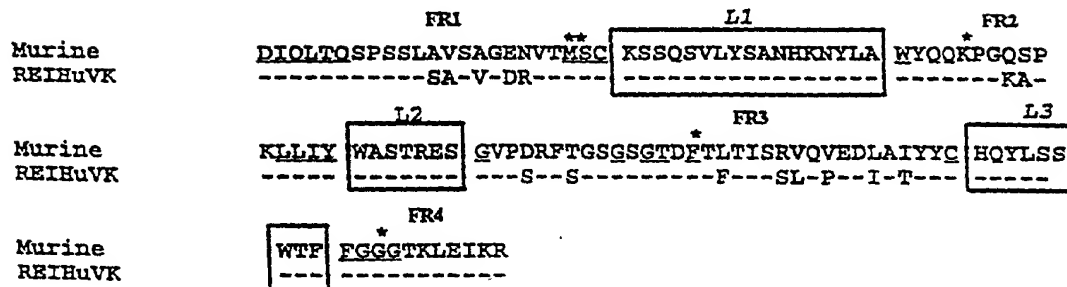 FR1 L1 FR2
** *
Murine DIQLTQSPSSLAVSAGENVTMSC KSSQSVLYSANHKNYLA WYQQKPGQSP
REIHuVK -----------SA-V-DR----- ----------------- -------KA-
L2 FR3 L3
*
Murine KLLIY WASTRES GVPDRFTGSGSGTDFTLTISRVQVEDLAIYYC HQYLSS
REIHuVK ----- ------- ---S--S---------F---SL-P--I-T--- -----
FR4
*
Murine WTF FGGGTKLEIKR
REIHuVK --- -----------